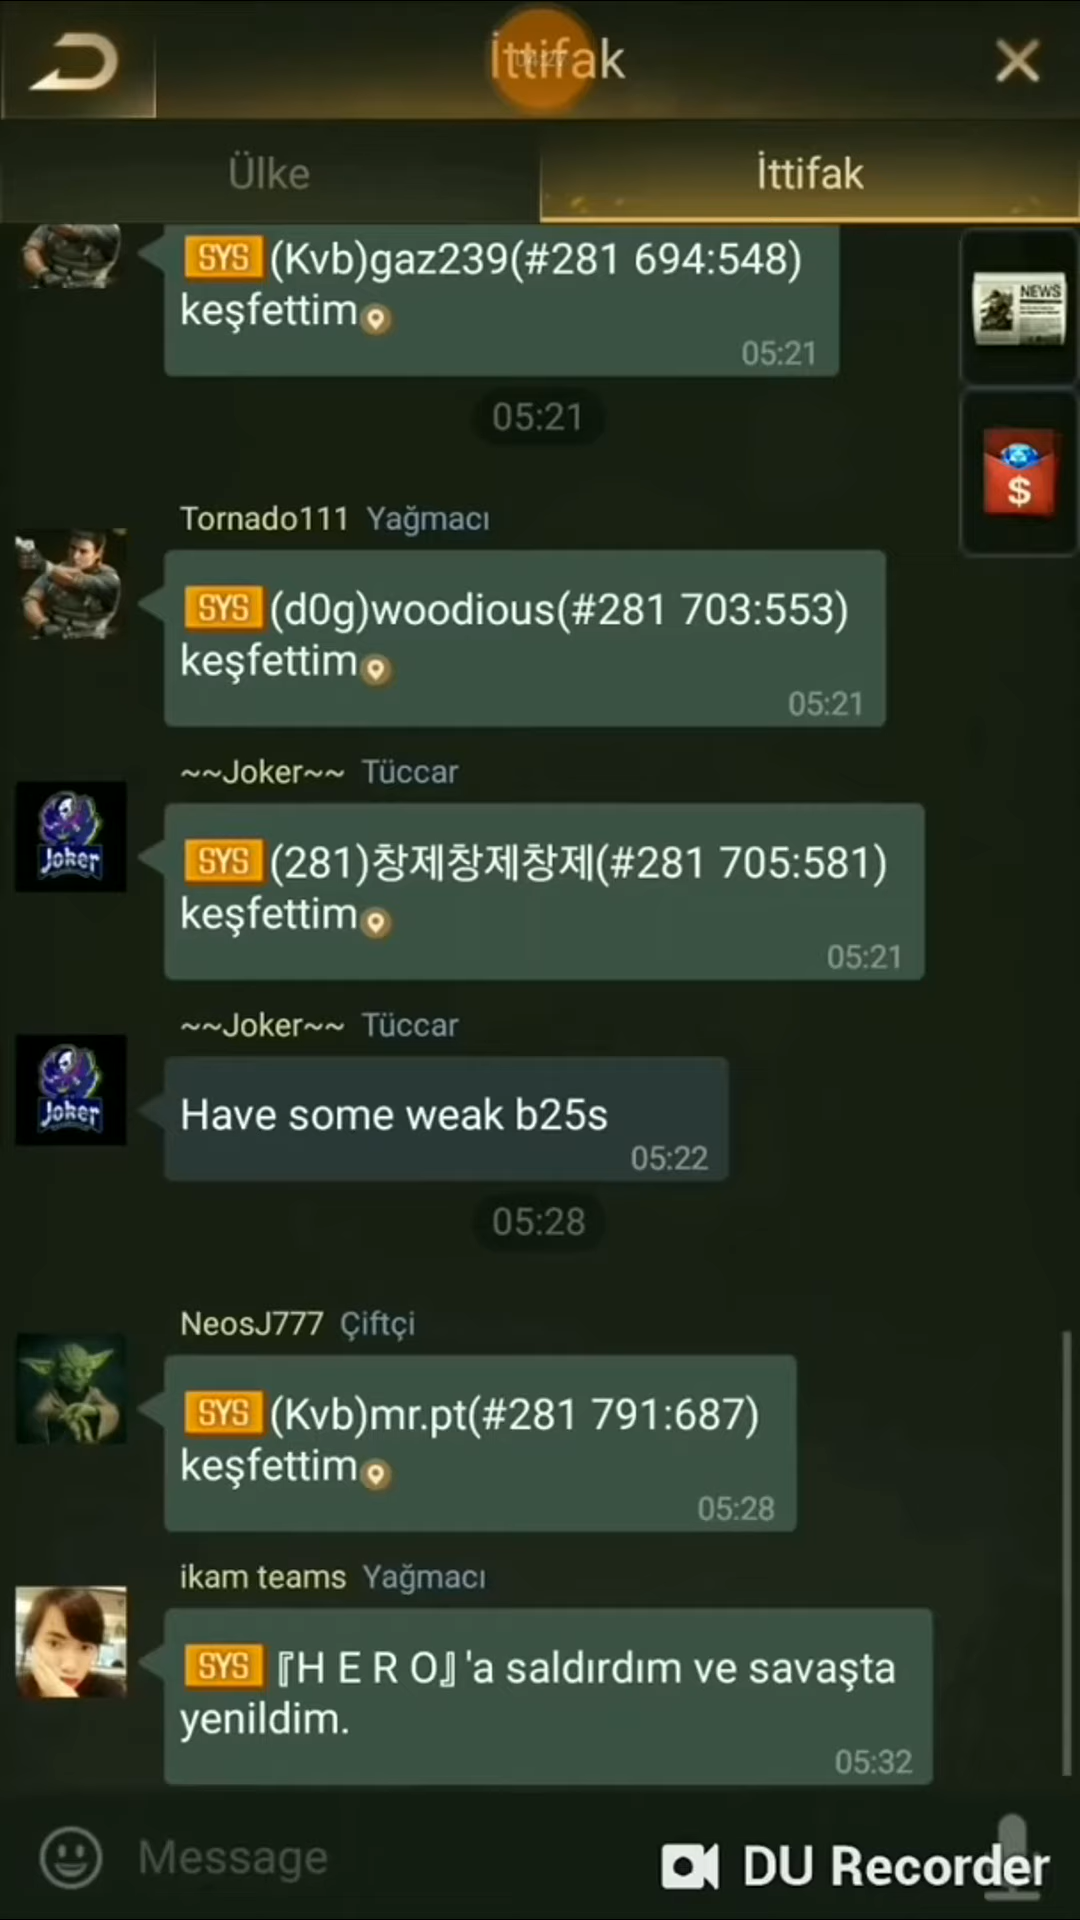 İttifak
Ülke
İttifak
SYS (Kvb)gaz239(#281 694:548)
keşfettim
05:21
NEWS
05:21
$
Tornado111 Yağmacı
SYS (d0g)woodious(#281 703:553)
keşfettim
05:21
~~Joker~~ Tüccar
Joker
SYS (281)창제창제창제(#281 705:581)
keşfettim
05:21
~~Joker~~ Tüccar
Joker
Have some weak b25s
05:22
05:28
NeosJ777 Çiftçi
SYS (Kvb)mr.pt(#281 791:687)
keşfettim
05:28
ikam teams Yağmacı
SYS 『H E R O』'a saldırdım ve savaşta
yenildim.
05:32
Message
DU Recorder